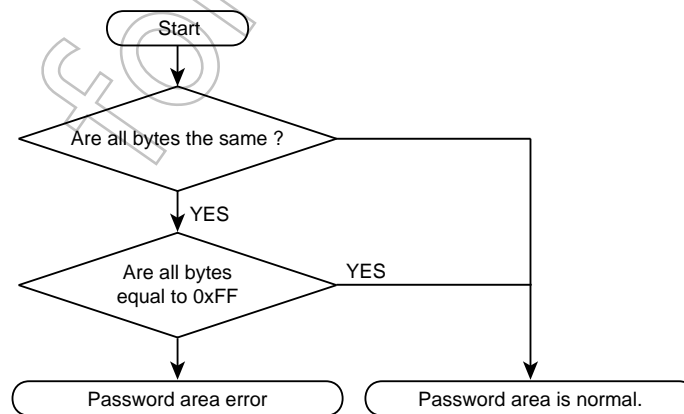 Start
Are all bytes the same ?
YES
Are all bytes
equal to 0xFF
YES
Password area error
Password area is normal.